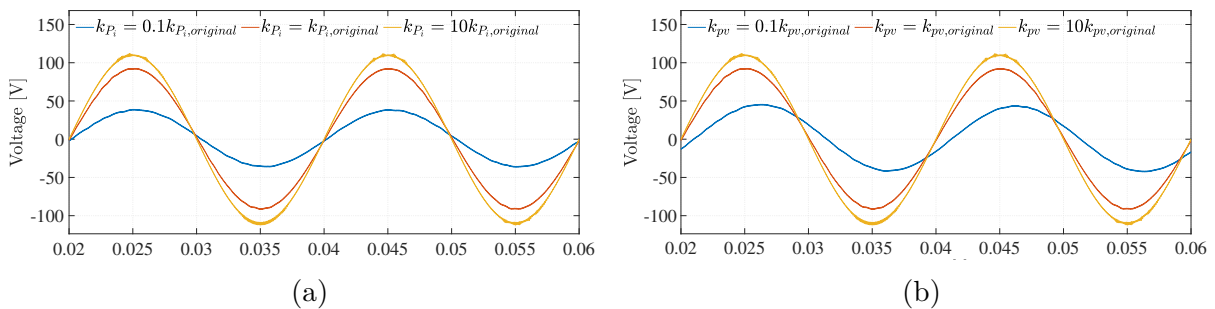 k_{P_i} = 0.1k_{P_i,original} k_{P_i} = k_{P_i,original} k_{P_i} = 10k_{P_i,original}
Voltage [V]
150
100
50
0
-50
-100
0.02 0.025 0.03 0.035 0.04 0.045 0.05 0.055 0.06
(a)
k_{pv} = 0.1k_{pv,original} k_{pv} = k_{pv,original} k_{pv} = 10k_{pv,original}
Voltage [V]
150
100
50
0
-50
-100
0.02 0.025 0.03 0.035 0.04 0.045 0.05 0.055 0.06
(b)